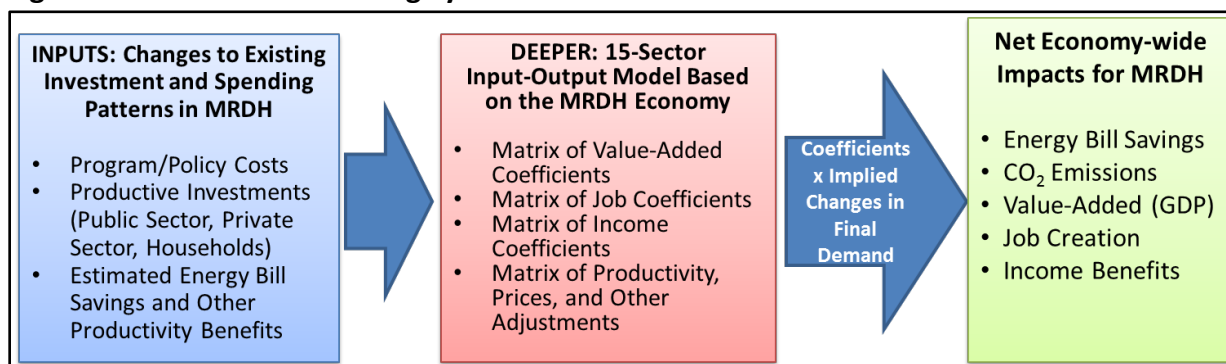 INPUTS: Changes to Existing
Investment and Spending
Patterns in MRDH
• Program/Policy Costs
• Productive Investments
(Public Sector, Private
Sector, Households)
• Estimated Energy Bill
Savings and Other
Productivity Benefits
DEEPER: 15-Sector
Input-Output Model Based
on the MRDH Economy
• Matrix of Value-Added
Coefficients
• Matrix of Job Coefficients
• Matrix of Income
Coefficients
• Matrix of Productivity,
Prices, and Other
Adjustments
Coefficients
x Implied
Changes in
Final
Demand
Net Economy-wide
Impacts for MRDH
• Energy Bill Savings
• CO₂ Emissions
• Value-Added (GDP)
• Job Creation
• Income Benefits